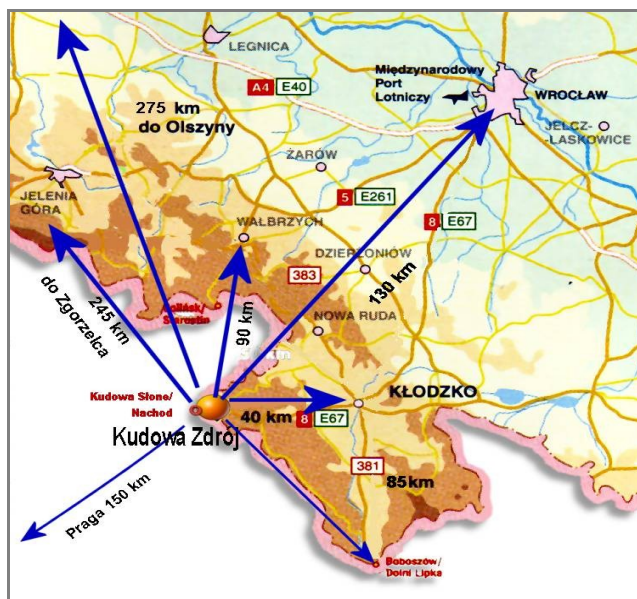 LEGNICA
A4 E40
Międzynarodowy
Port
Lotniczy
WROCŁAW
275 km
do Olszyny
JELCZ-
-LASKOWICE
ŻARÓW
JELENIA
GÓRA
5 E261
WAŁBRZYCH
8 E67
DZIERŻONIÓW
383
130 km
245 km
do Zgorzelca
90 km
NOWA RUDA
Kudowa Słone/
Nachod
KŁODZKO
40 km
8 E67
Kudowa Zdrój
381
85km
Praga 150 km
Boboszów/
Dolni Lipka